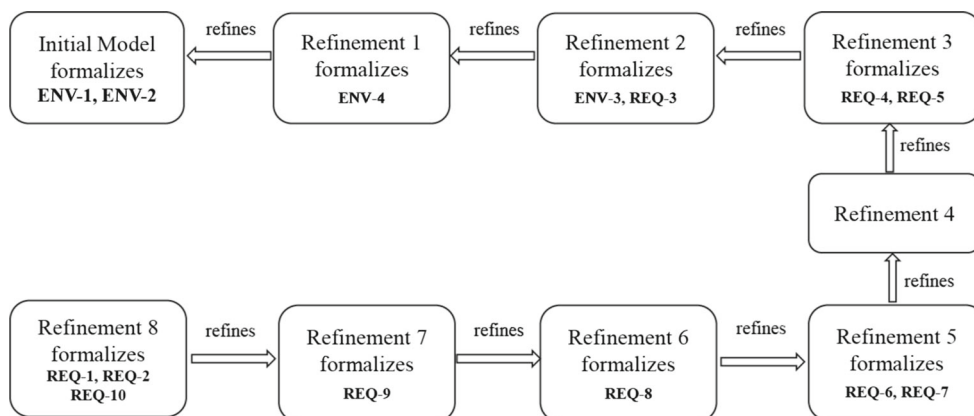 Initial Model
formalizes
ENV-1, ENV-2
refines
Refinement 1
formalizes
ENV-4
refines
Refinement 2
formalizes
ENV-3, REQ-3
refines
Refinement 3
formalizes
REQ-4, REQ-5
refines
Refinement 4
refines
Refinement 8
formalizes
REQ-1, REQ-2
REQ-10
refines
Refinement 7
formalizes
REQ-9
refines
Refinement 6
formalizes
REQ-8
refines
Refinement 5
formalizes
REQ-6, REQ-7